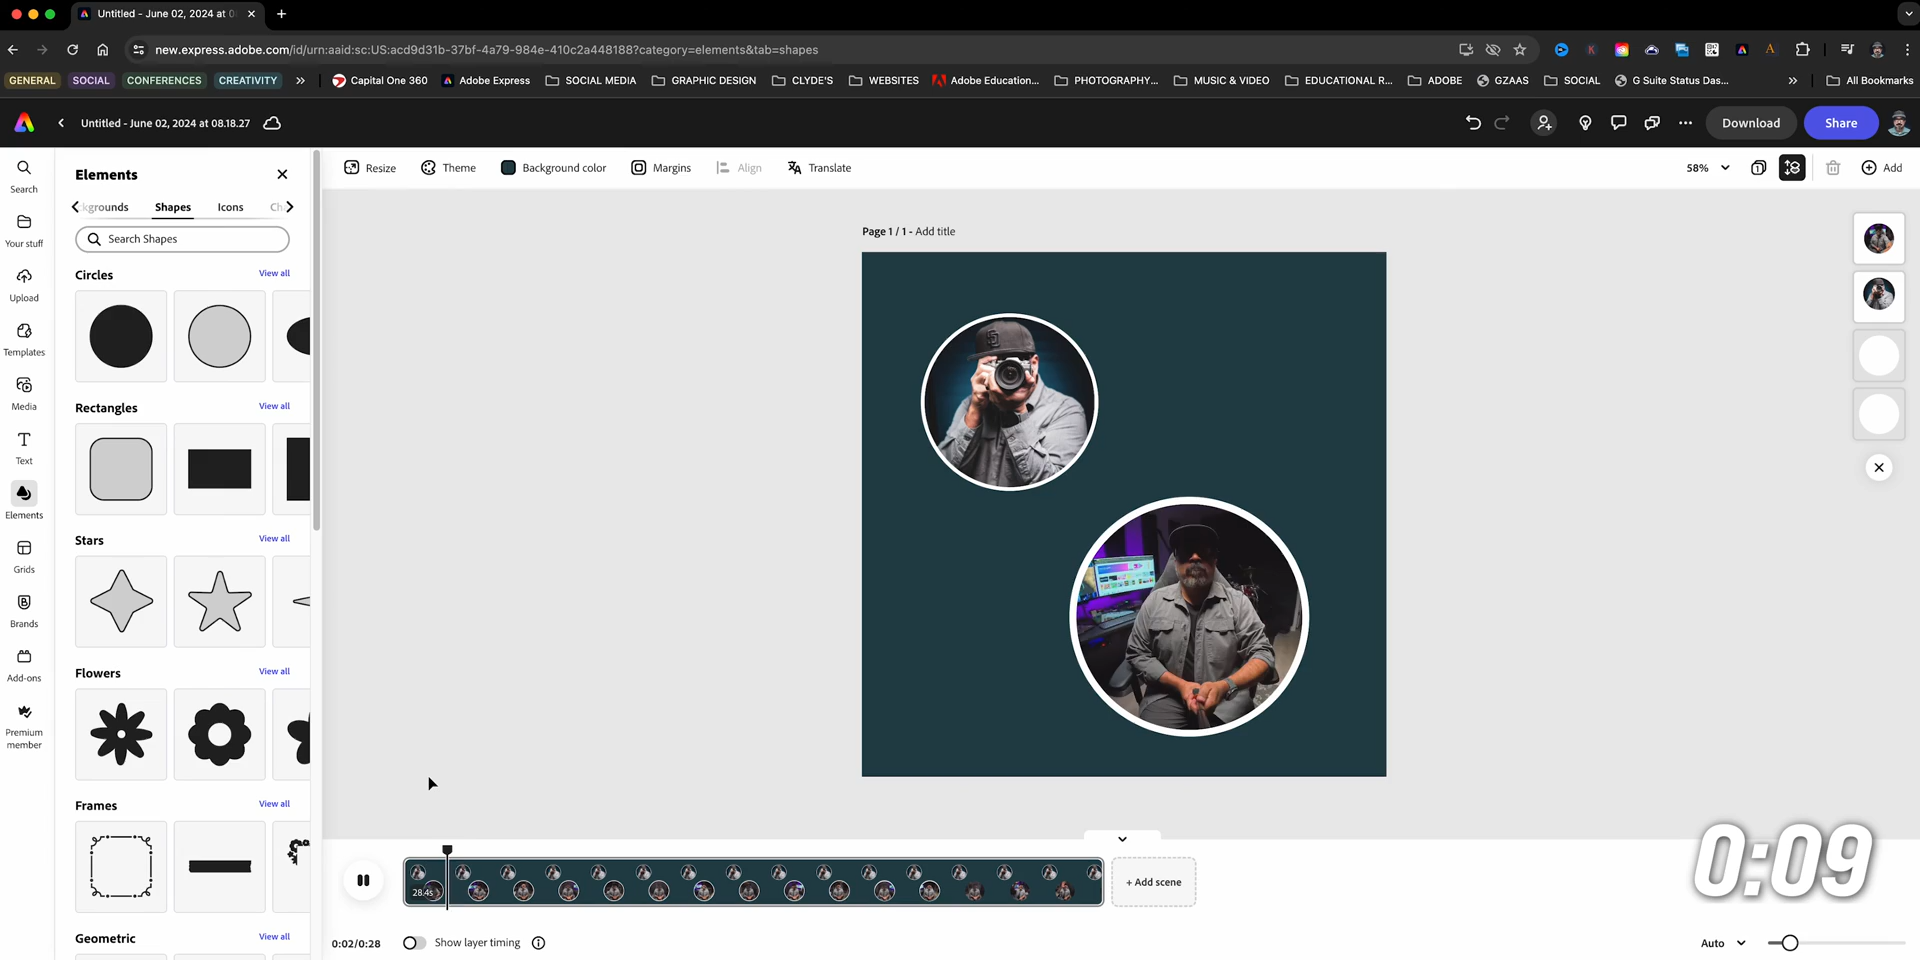 Untitled - June 02, 2024 at 0
new.express.adobe.com/id/urn:aaid:sc:US:acd9d31b-37bf-4a79-984e-410c2a448188?category=elements&tab=shapes
GENERAL SOCIAL CONFERENCES CREATIVITY » Capital One 360 Adobe Express SOCIAL MEDIA GRAPHIC DESIGN CLYDE'S WEBSITES Adobe Education... PHOTOGRAPHY... MUSIC & VIDEO EDUCATIONAL R... ADOBE GZAAS SOCIAL G Suite Status Das... » All Bookmarks
Untitled - June 02, 2024 at 08.18.27
Download
Share
Search
Your stuff
Upload
Templates
Media
Text
Elements
Grids
Brands
Add-ons
Premium
member
Elements
kgrounds Shapes Icons Ch
Search Shapes
Circles View all
Rectangles View all
Stars View all
Flowers View all
Frames View all
Geometric View all
Resize Theme Background color Margins Align Translate
58%
Add
Page 1 / 1 - Add title
28.4s
+ Add scene
0:02/0:28 Show layer timing
Auto
0:09